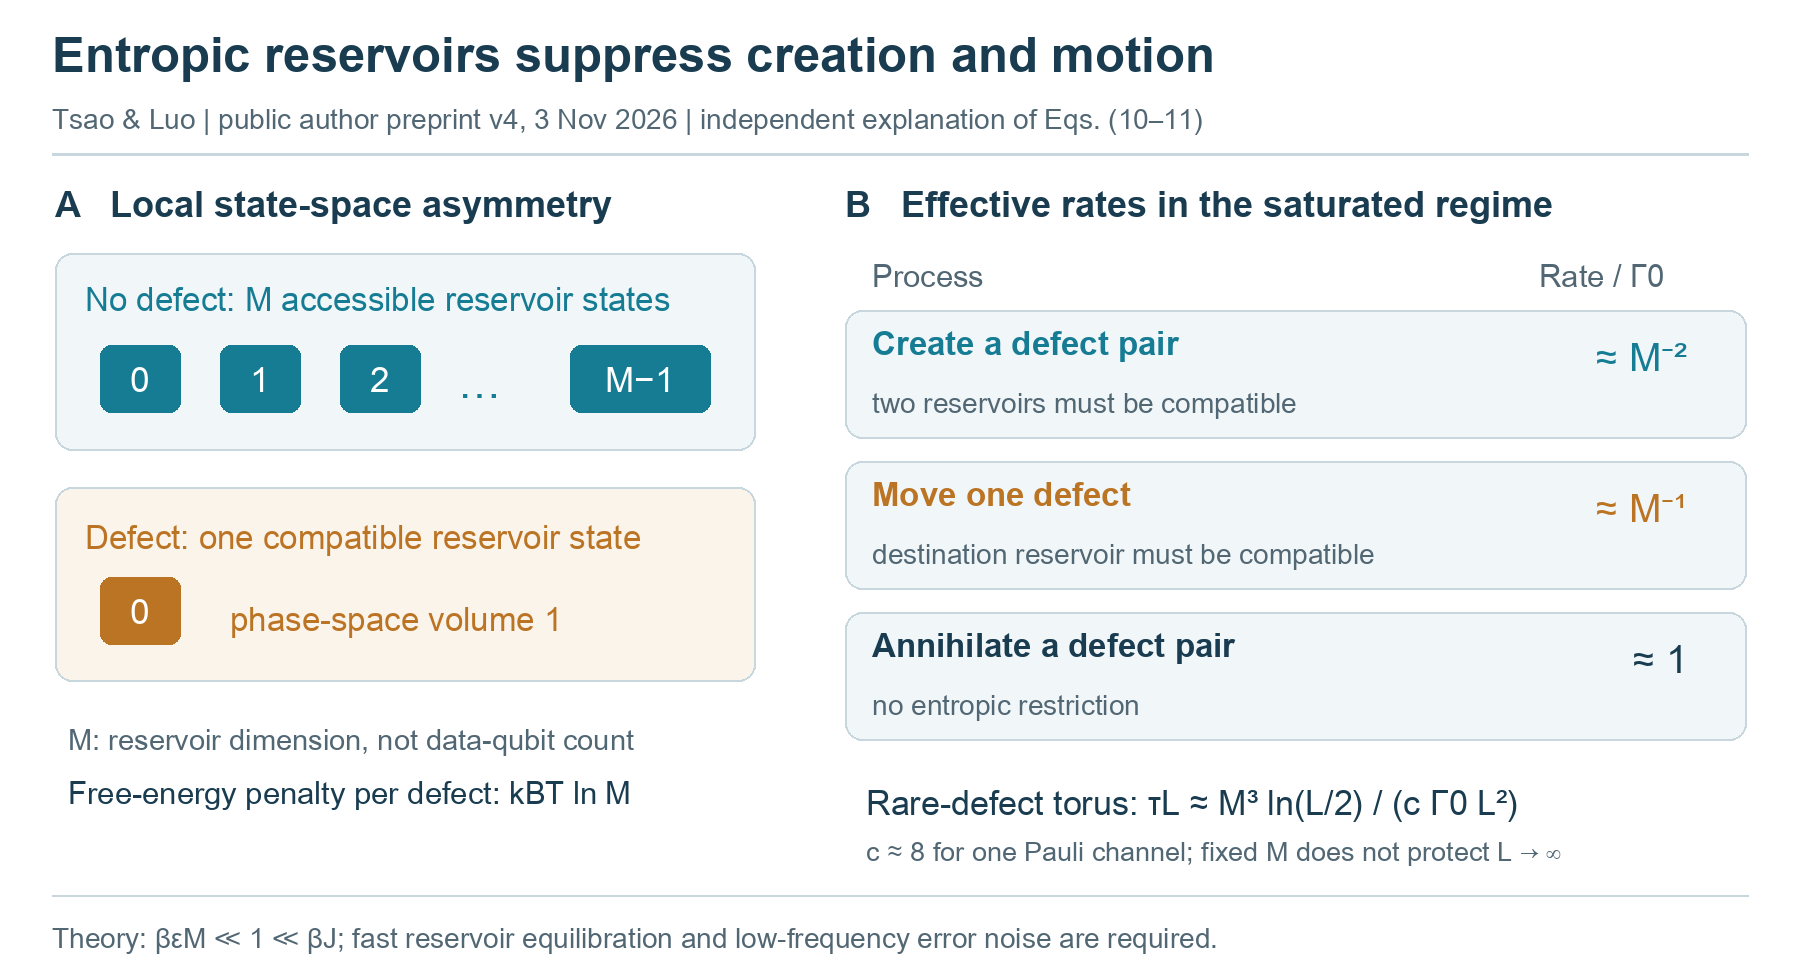 Entropic reservoirs suppress creation and motion
Tsao & Luo | public author preprint v4, 3 Nov 2026 | independent explanation of Eqs. (10–11)
A Local state-space asymmetry
No defect: M accessible reservoir states
0 1 2 … M−1
Defect: one compatible reservoir state
0 phase-space volume 1
M: reservoir dimension, not data-qubit count
Free-energy penalty per defect: kBT ln M
B Effective rates in the saturated regime
Process Rate / Γ0
Create a defect pair ≈ M⁻²
two reservoirs must be compatible
Move one defect ≈ M⁻¹
destination reservoir must be compatible
Annihilate a defect pair ≈ 1
no entropic restriction
Rare-defect torus: τL ≈ M³ ln(L/2) / (c Γ0 L²)
c ≈ 8 for one Pauli channel; fixed M does not protect L → ∞
Theory: βεM ≪ 1 ≪ βJ; fast reservoir equilibration and low-frequency error noise are required.